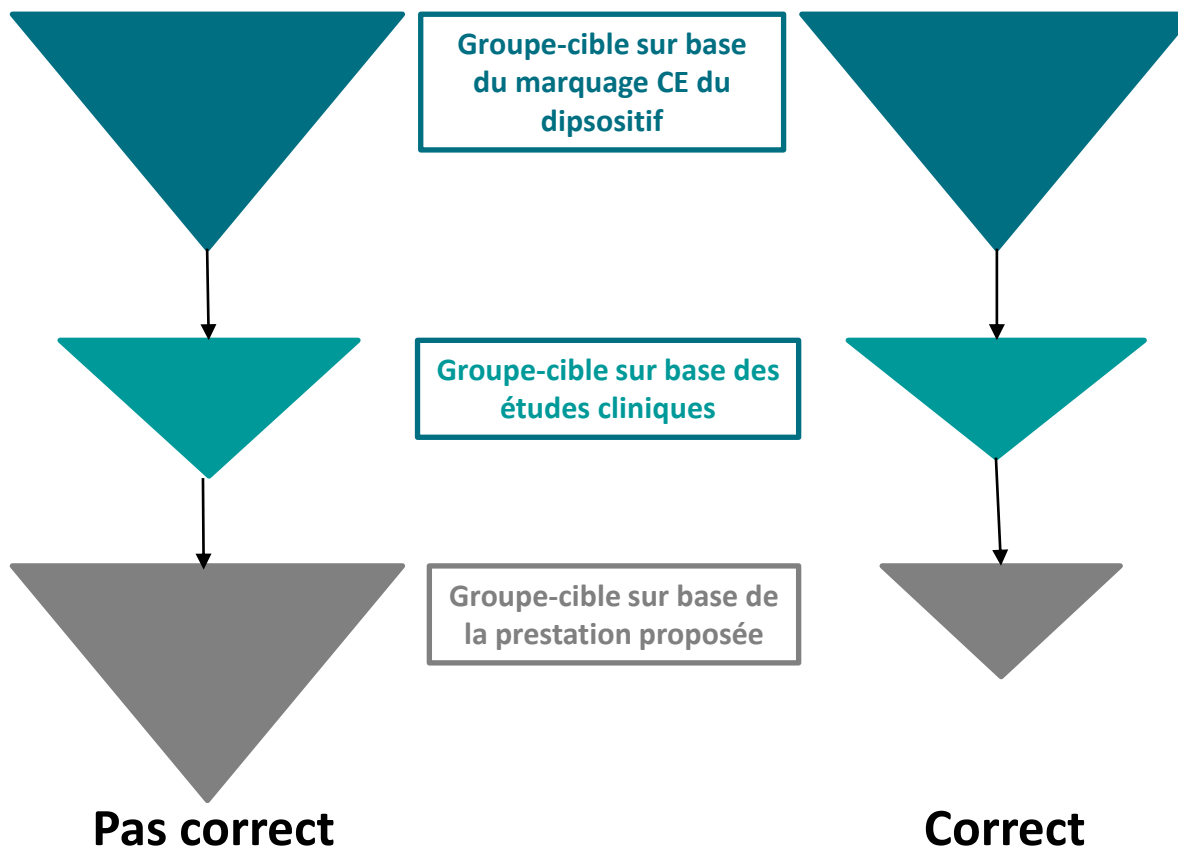 Groupe-cible sur base
du marquage CE du
dipsositif
Groupe-cible sur base des
études cliniques
Groupe-cible sur base de
la prestation proposée
Pas correct
Correct